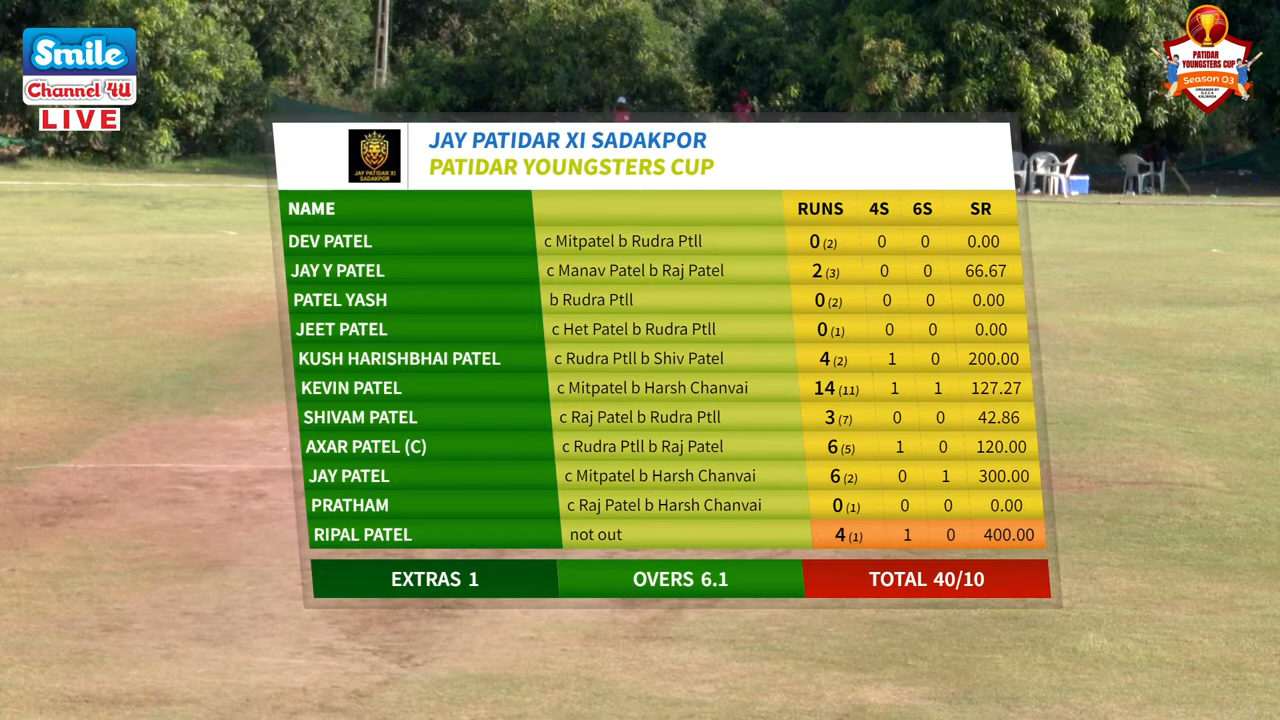 Smile
Channel 4U
LIVE
PATIDAR
YOUNGSTERS CUP
Season 03
JAY PATIDAR XI
SADAKPOR
JAY PATIDAR XI SADAKPOR
PATIDAR YOUNGSTERS CUP
NAME RUNS 4S 6S SR
DEV PATEL c Mitpatel b Rudra Ptll 0 (2) 0 0 0.00
JAY Y PATEL c Manav Patel b Raj Patel 2 (3) 0 0 66.67
PATEL YASH b Rudra Ptll 0 (2) 0 0 0.00
JEET PATEL c Het Patel b Rudra Ptll 0 (1) 0 0 0.00
KUSH HARISHBHAI PATEL c Rudra Ptll b Shiv Patel 4 (2) 1 0 200.00
KEVIN PATEL c Mitpatel b Harsh Chanvai 14 (11) 1 1 127.27
SHIVAM PATEL c Raj Patel b Rudra Ptll 3 (7) 0 0 42.86
AXAR PATEL (C) c Rudra Ptll b Raj Patel 6 (5) 1 0 120.00
JAY PATEL c Mitpatel b Harsh Chanvai 6 (2) 0 1 300.00
PRATHAM c Raj Patel b Harsh Chanvai 0 (1) 0 0 0.00
RIPAL PATEL not out 4 (1) 1 0 400.00
EXTRAS 1 OVERS 6.1 TOTAL 40/10